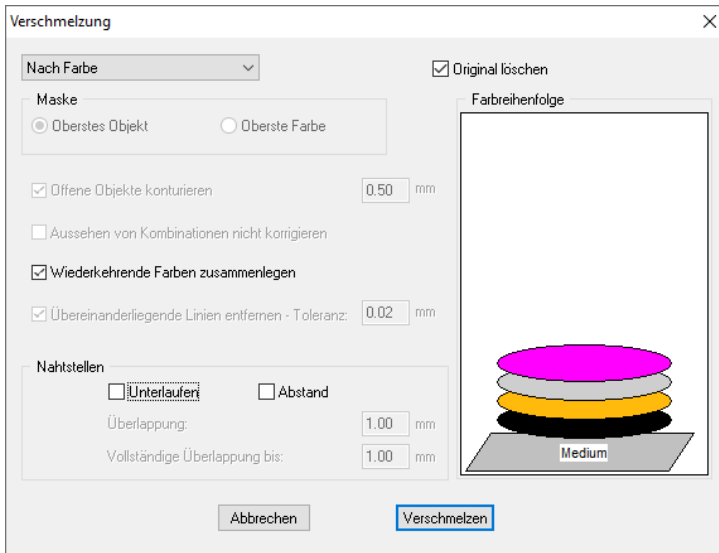 Verschmelzung
Nach Farbe
Original löschen
Maske
Oberstes Objekt
Oberste Farbe
Farbreihenfolge
Offene Objekte konturieren 0.50 mm
Aussehen von Kombinationen nicht korrigieren
Wiederkehrende Farben zusammenlegen
Übereinanderliegende Linien entfernen - Toleranz: 0.02 mm
Nahtstellen
Unterlaufen
Abstand
Überlappung: 1.00 mm
Vollständige Überlappung bis: 1.00 mm
Medium
Abbrechen
Verschmelzen